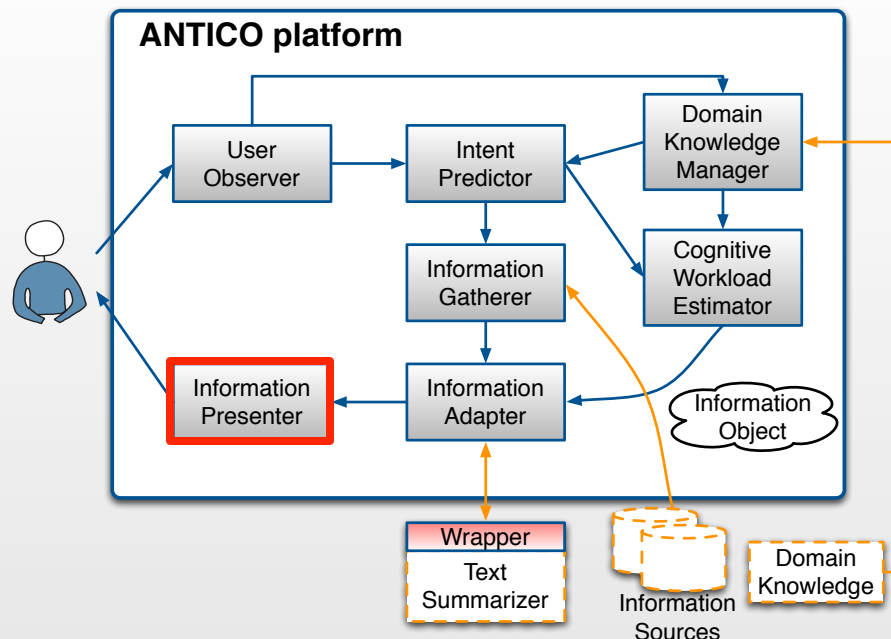 ANTICO platform
User
Observer
Intent
Predictor
Domain
Knowledge
Manager
Information
Gatherer
Cognitive
Workload
Estimator
Information
Presenter
Information
Adapter
Information
Object
Wrapper
Text
Summarizer
Information
Sources
Domain
Knowledge